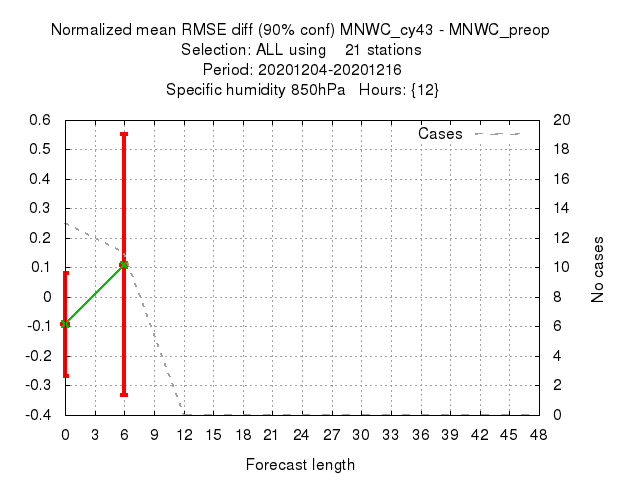 Normalized mean RMSE diff (90% conf) MNWC_cy43 - MNWC_preop
Selection: ALL using    21 stations
Period: 20201204-20201216
Specific humidity 850hPa   Hours: {12}
Cases
0.6
0.5
0.4
0.3
0.2
0.1
0
-0.1
-0.2
-0.3
-0.4
20
18
16
14
12
10
8
6
4
2
0
No cases
0 3 6 9 12 15 18 21 24 27 30 33 36 39 42 45 48
Forecast length